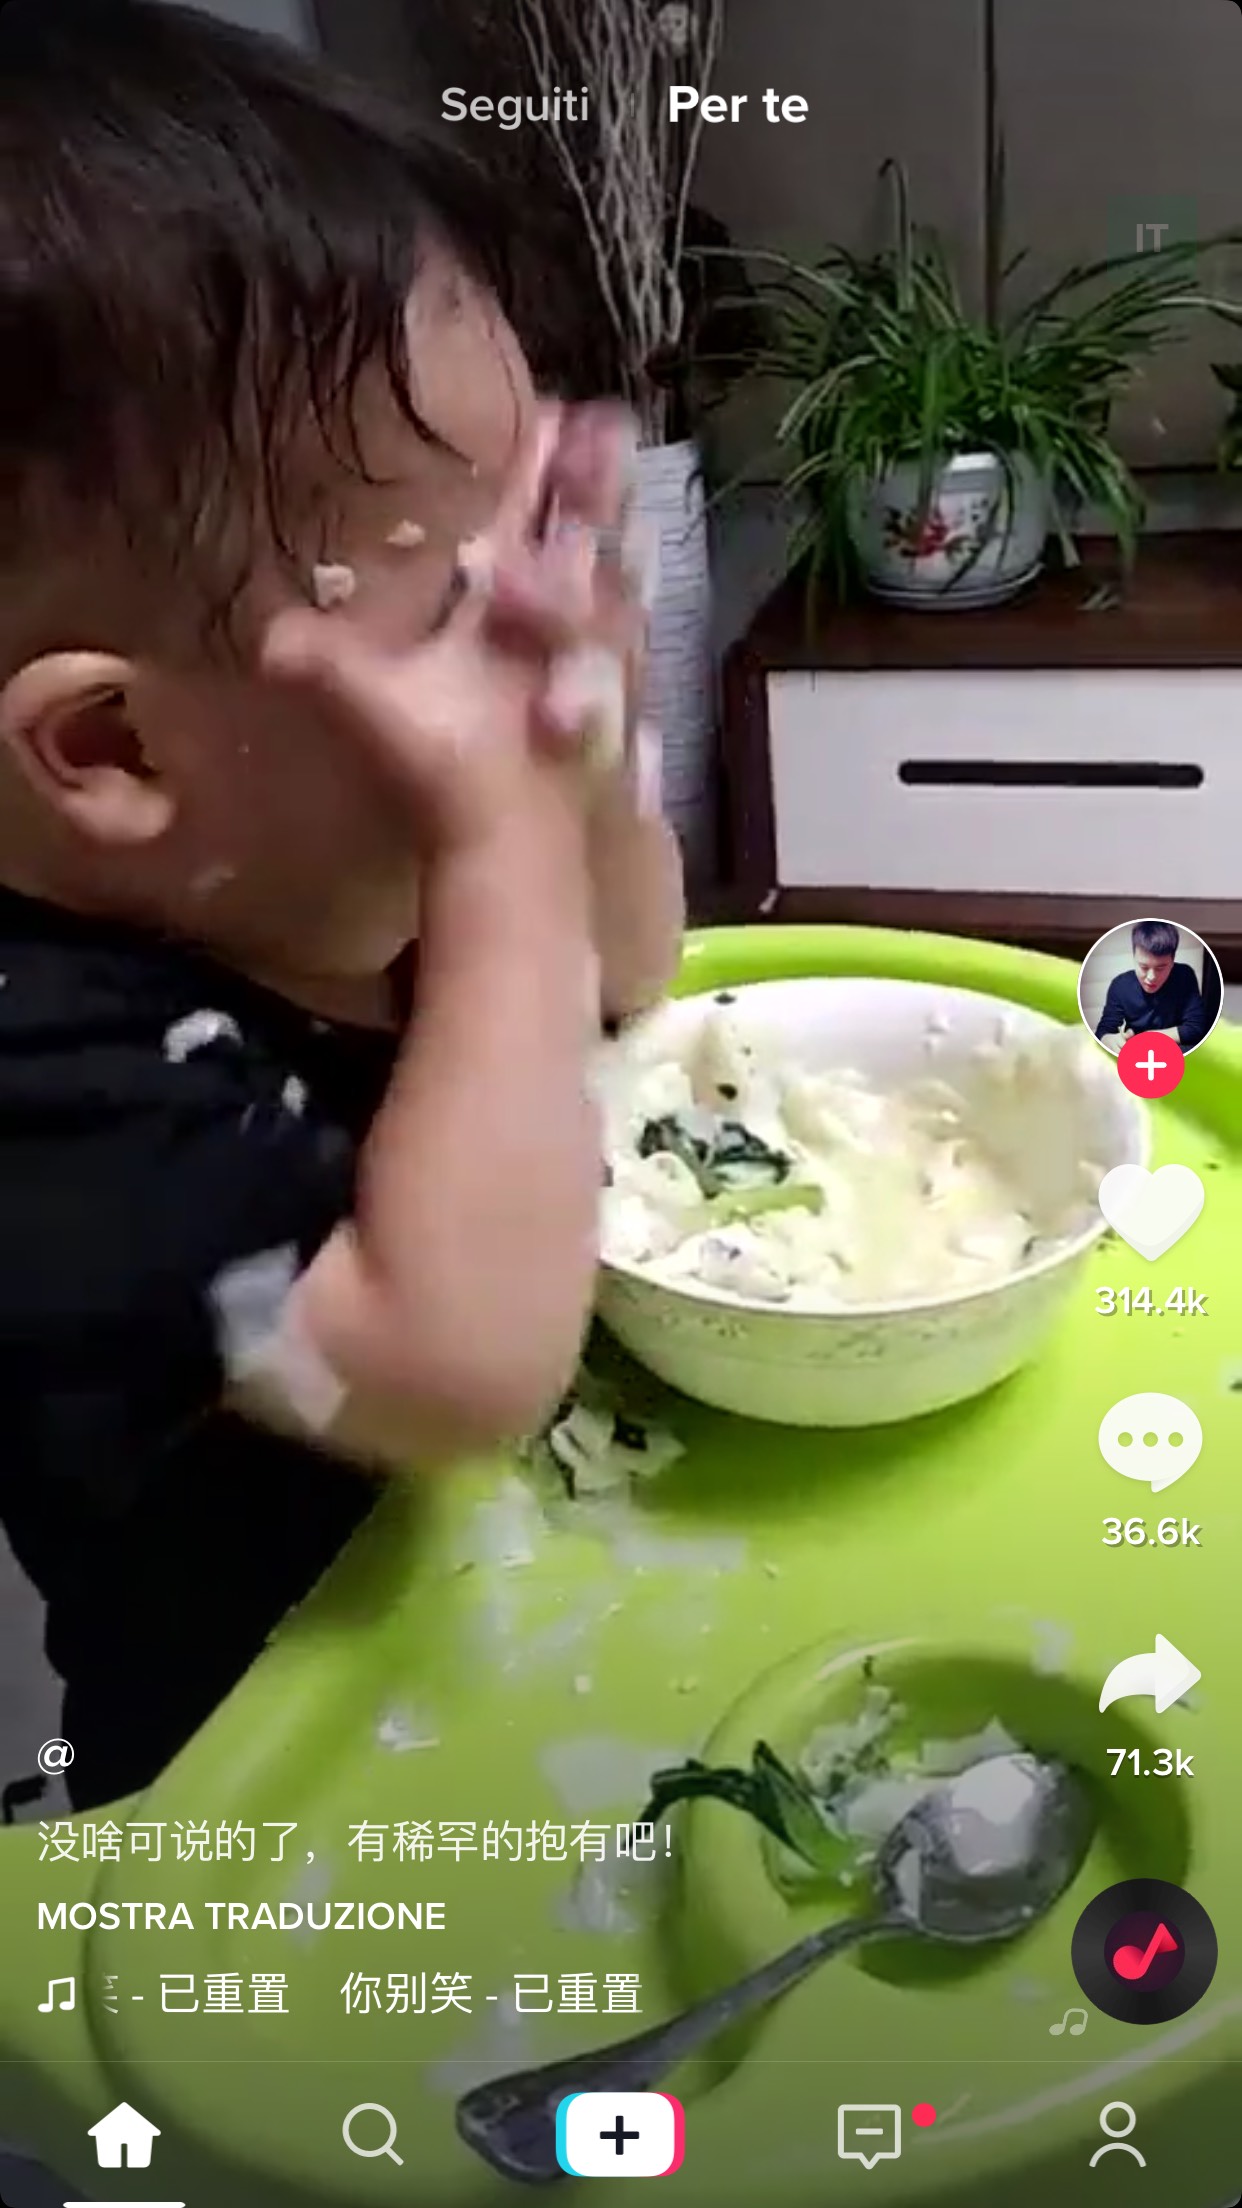 Seguiti
Per te
IT
314.4k
36.6k
71.3k
@
没啥可说的了，有稀罕的抱有吧！
MOSTRA TRADUZIONE
笑 - 已重置 你别笑 - 已重置